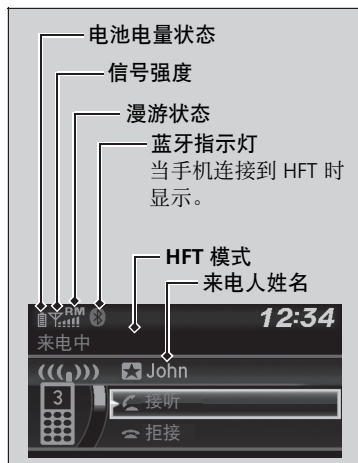 电池电量状态
信号强度
漫游状态
蓝牙指示灯
当手机连接到 HFT 时
显示。
HFT 模式
来电人姓名
RM
12:34
来电中
John
3
接听
拒接